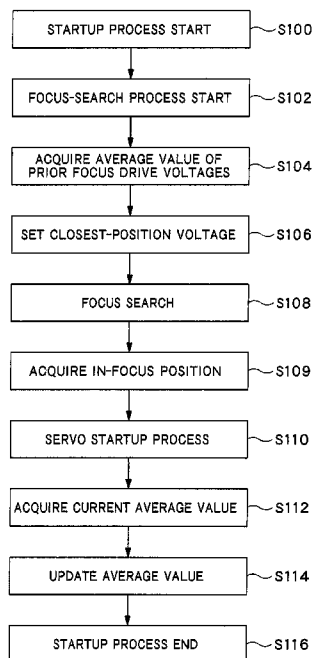 STARTUP PROCESS START
S100
FOCUS-SEARCH PROCESS START
S102
ACQUIRE AVERAGE VALUE OF
PRIOR FOCUS DRIVE VOLTAGES
S104
SET CLOSEST-POSITION VOLTAGE
S106
FOCUS SEARCH
S108
ACQUIRE IN-FOCUS POSITION
S109
SERVO STARTUP PROCESS
S110
ACQUIRE CURRENT AVERAGE VALUE
S112
UPDATE AVERAGE VALUE
S114
STARTUP PROCESS END
S116